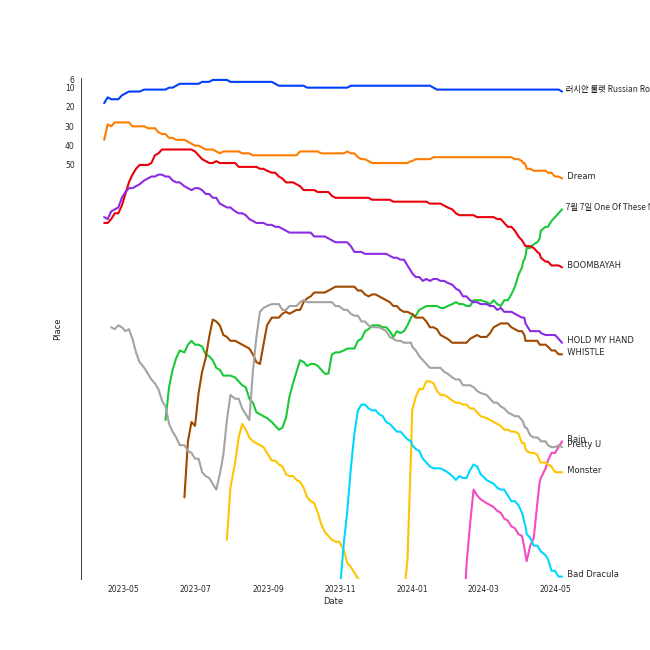 6
10
20
30
40
50
Place
러시안 룰렛 Russian Ro
Dream
7월 7일 One Of These N
BOOMBAYAH
HOLD MY HAND
WHISTLE
Rain
Pretty U
Monster
Bad Dracula
2023-05 2023-07 2023-09 2023-11 2024-01 2024-03 2024-05
Date